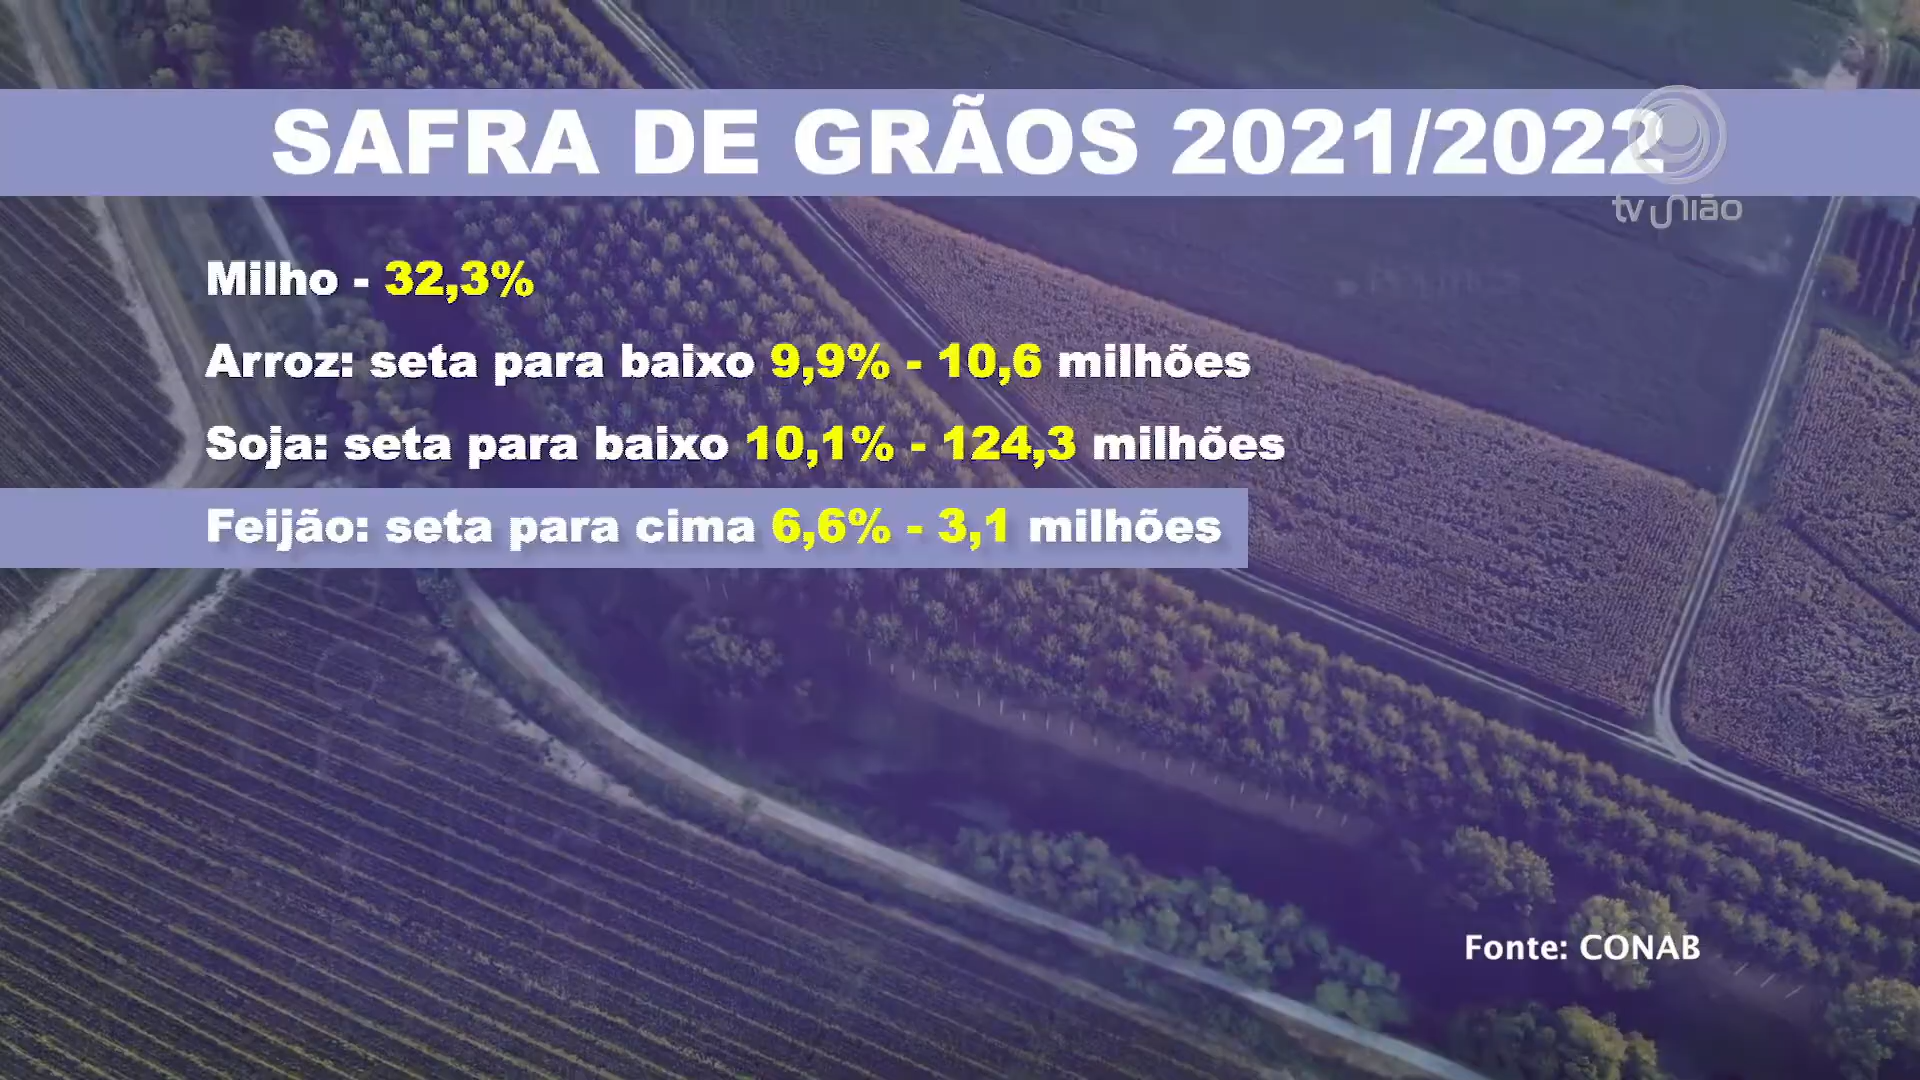 SAFRA DE GRÃOS 2021/2022
tv União
Milho - 32,3%
Arroz: seta para baixo 9,9% - 10,6 milhões
Soja: seta para baixo 10,1% - 124,3 milhões
Feijão: seta para cima 6,6% - 3,1 milhões
Fonte: CONAB